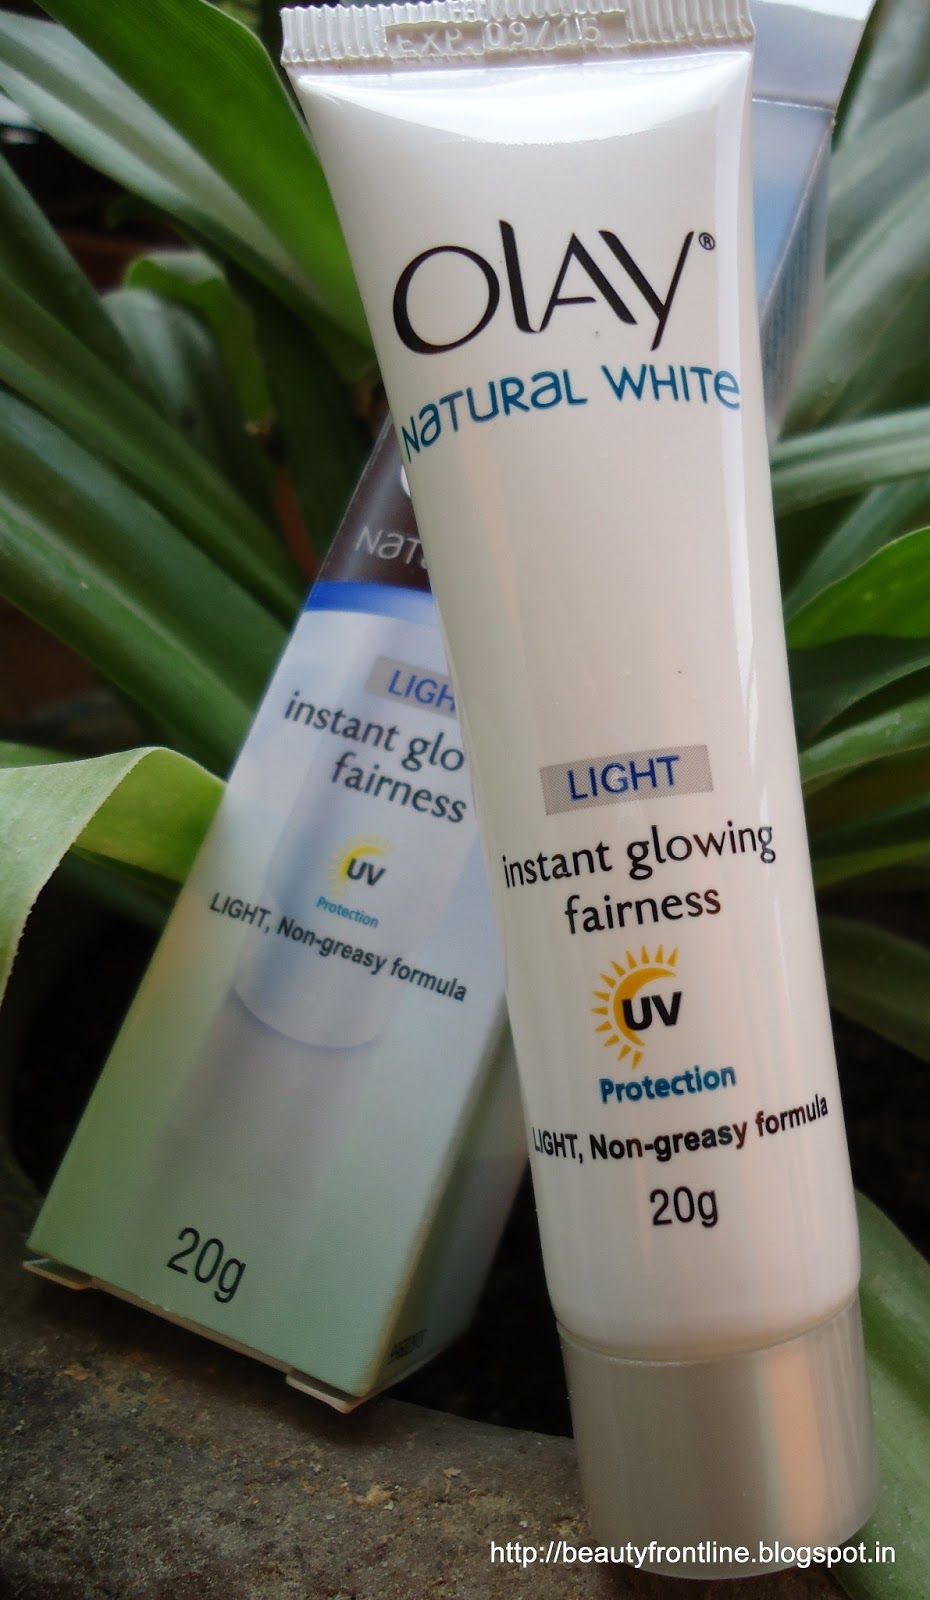 EXP. 09/15
OLAY®
NATURAL WHITE
LIGHT
instant glowing
fairness
UV
Protection
LIGHT, Non-greasy formula
20g
NAT
LIGH
instant glo
fairness
UV
Protection
LIGHT, Non-greasy formula
20g
http://beautyfrontline.blogspot.in